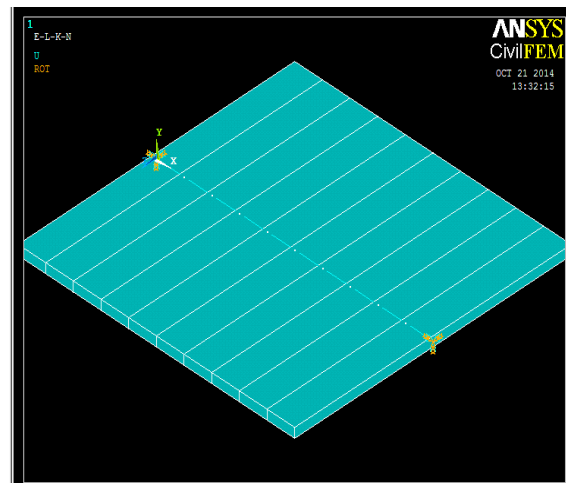 1
E-L-K-N
U
ROT
ANSYS
CivilFEM
OCT 21 2014
13:32:15
Y
X